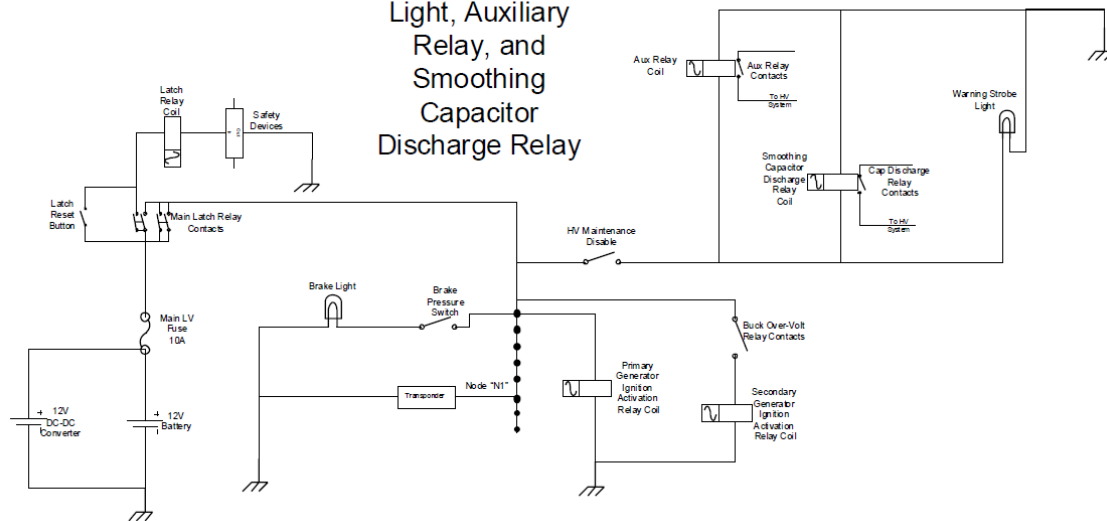 Light, Auxiliary
Relay, and
Smoothing
Capacitor
Discharge Relay
Latch
Relay
Coil
Safety
Devices
Latch
Reset
Button
Main Latch Relay
Contacts
Main LV
Fuse
10A
12V
DC-DC
Converter
12V
Battery
Brake Light
Brake
Pressure
Switch
Transponder
Node "N1"
HV Maintenance
Disable
Primary
Generator
Ignition
Activation
Relay Coil
Buck Over-Volt
Relay Contacts
Secondary
Generator
Ignition
Activation
Relay Coil
Aux Relay
Coil
Aux Relay
Contacts
To HV
System
Warning Strobe
Light
Smoothing
Capacitor
Discharge
Relay
Coil
Cap Discharge
Relay
Contacts
To HV
System